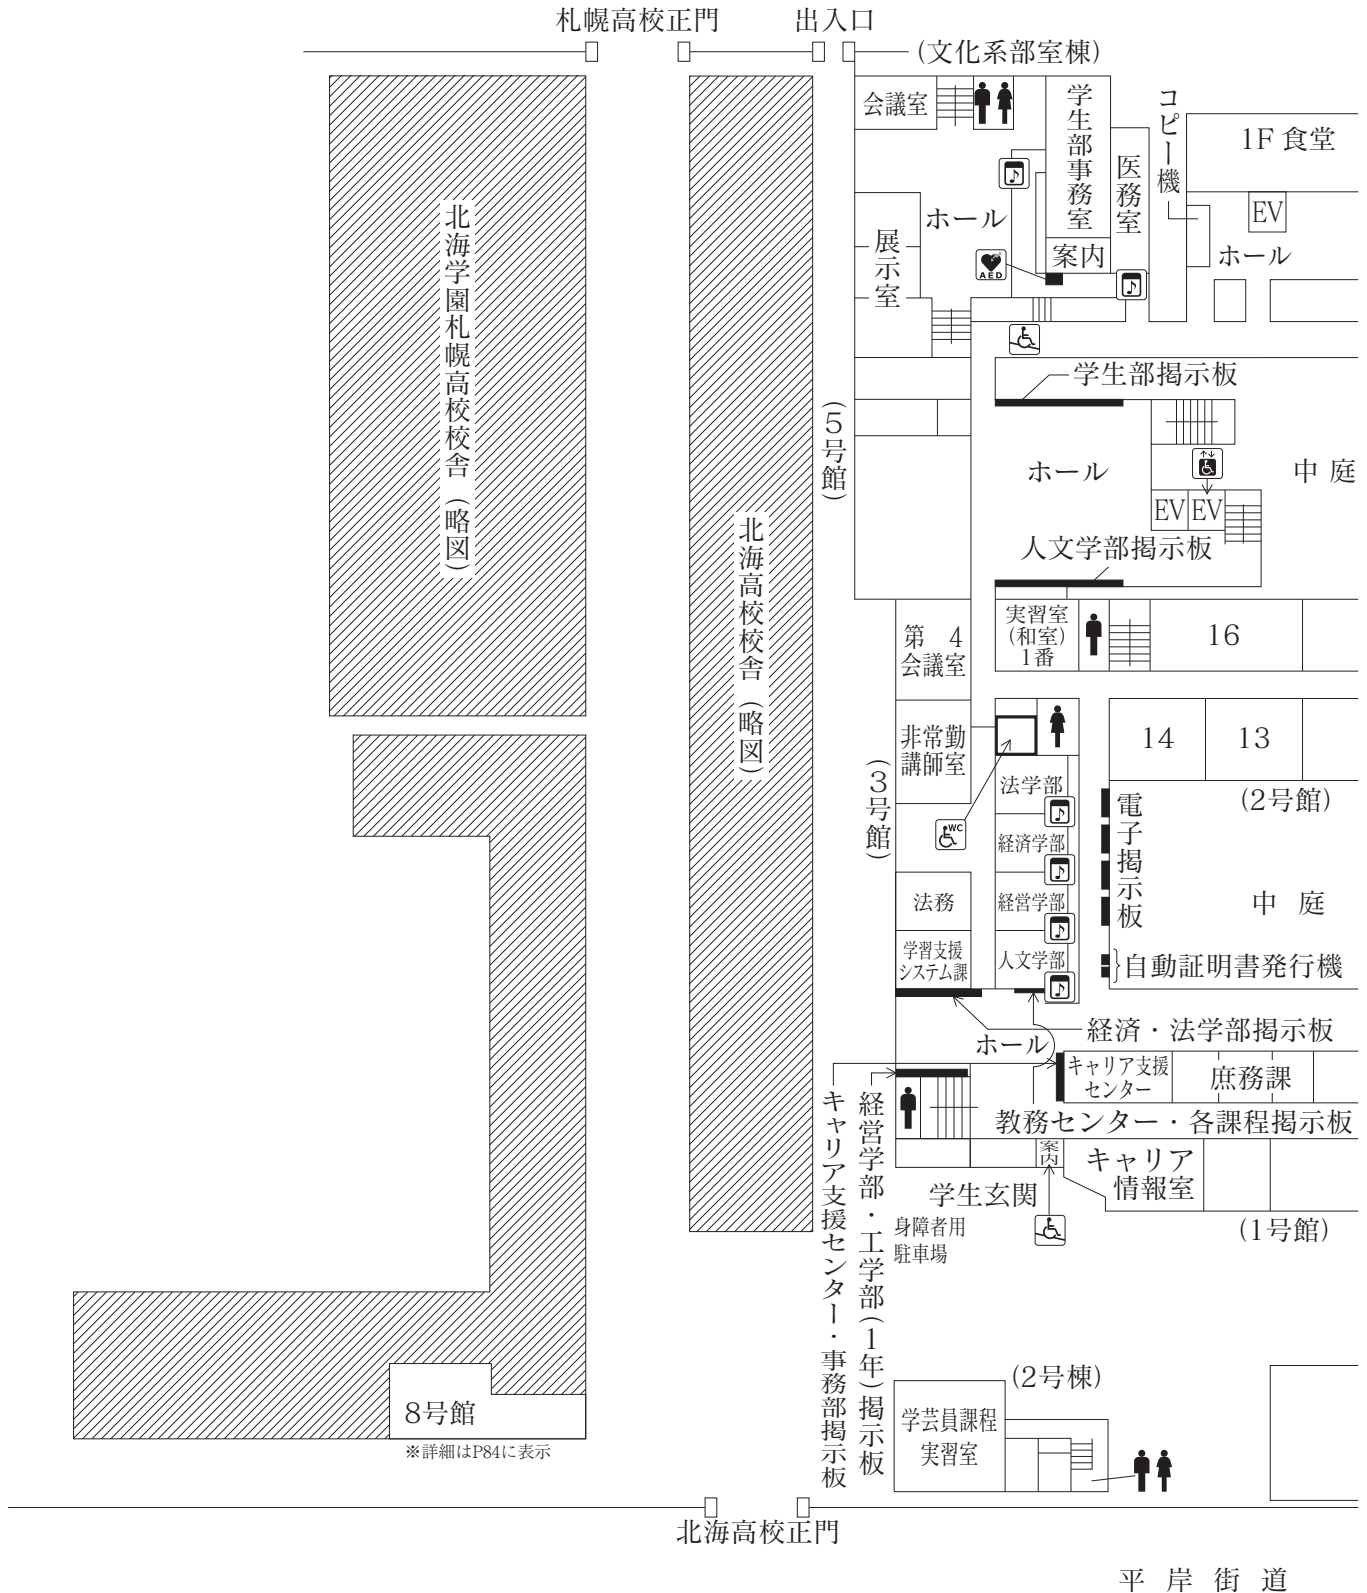 札幌高校正門
出入口
(文化系部室棟)
会議室
学生部事務室
医務室
コピー機
1F 食堂
EV
ホール
ホール
展示室
案内
AED
北海学園札幌高校校舎(略図)
学生部掲示板
(5号館)
ホール
中庭
EV
EV
人文学部掲示板
北海高校校舎(略図)
実習室
(和室)
1番
16
第 4
会議室
非常勤
講師室
14
13
(2号館)
(3号館)
WC
法学部
経済学部
経営学部
人文学部
電子掲示板
中庭
法務
学習支援
システム課
自動証明書発行機
経済・法学部掲示板
ホール
キャリア支援
センター
庶務課
教務センター・各課程掲示板
案内
キャリア
情報室
学生玄関
身障者用
駐車場
(1号館)
キャリア支援センター・事務部掲示板
経営学部・工学部(1年)掲示板
(2号棟)
学芸員課程
実習室
8号館
※詳細はP84に表示
北海高校正門
平岸街道